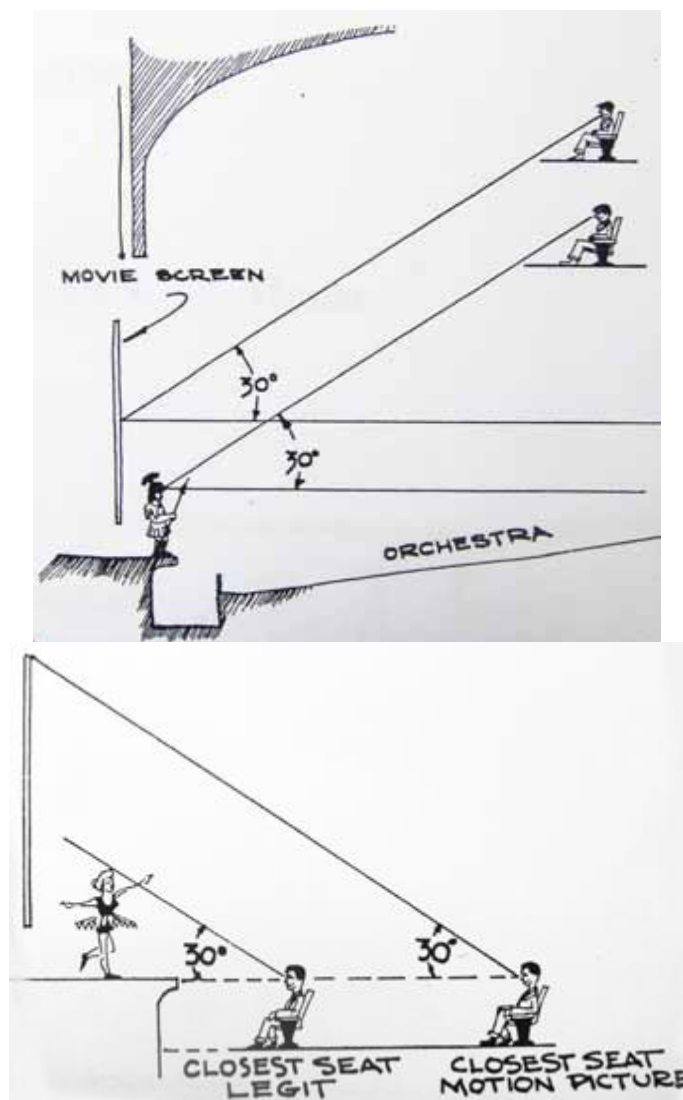 MOVIE SCREEN
30°
30°
ORCHESTRA
30°
30°
CLOSEST SEAT
LEGIT
CLOSEST SEAT
MOTION PICTURE